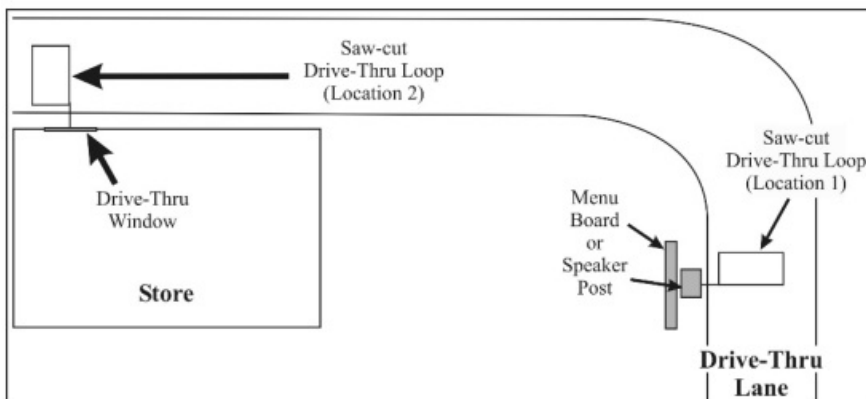 Saw-cut
Drive-Thru Loop
(Location 2)
Saw-cut
Drive-Thru Loop
(Location 1)
Drive-Thru
Window
Menu
Board
or
Speaker
Post
Store
Drive-Thru
Lane